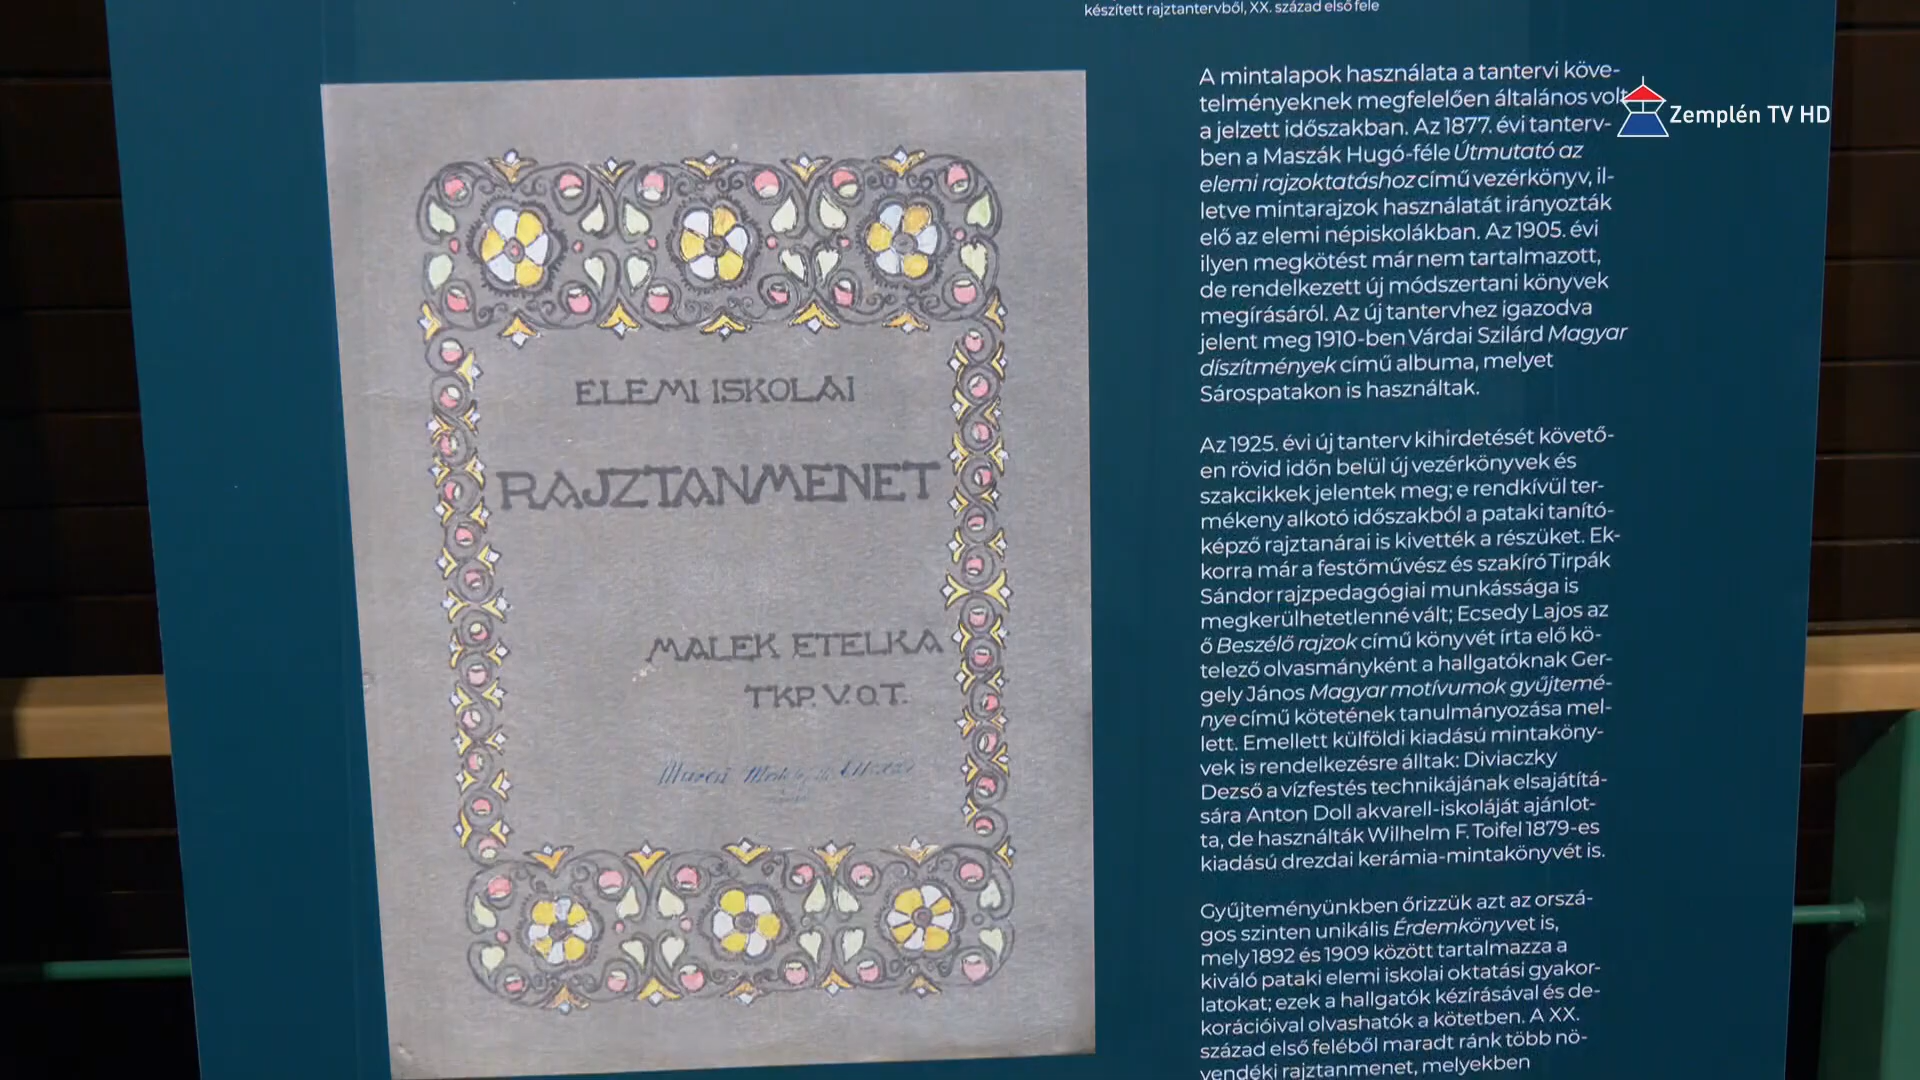 készített rajztantervből, XX. század első fele
A mintalapok használata a tantervi köve-
telményeknek megfelelően általános volt
a jelzett időszakban. Az 1877. évi tanterv-
ben a Maszák Hugó-féle Útmutató az
elemi rajzoktatáshoz című vezérkönyv, il-
letve mintarajzok használatát irányozták
elő az elemi népiskolákban. Az 1905. évi
ilyen megkötést már nem tartalmazott,
de rendelkezett új módszertani könyvek
megírásáról. Az új tantervhez igazodva
jelent meg 1910-ben Várdai Szilárd Magyar
díszítmények című albuma, melyet
Sárospatakon is használtak.
Az 1925. évi új tanterv kihirdetését követő-
en rövid időn belül új vezérkönyvek és
szakcikkek jelentek meg; e rendkívül ter-
mékeny alkotó időszakból a pataki tanító-
képző rajztanárai is kivették a részüket. Ek-
korra már a festőművész és szakíró Tirpák
Sándor rajzpedagógiai munkássága is
megkerülhetetlenné vált; Ecsedy Lajos az
ő Beszélő rajzok című könyvét írta elő kö-
telező olvasmányként a hallgatóknak Ger-
gely János Magyar motívumok gyűjtemé-
nye című kötetének tanulmányozása mel-
lett. Emellett külföldi kiadású mintaköny-
vek is rendelkezésre álltak: Diviaczky
Dezső a vízfestés technikájának elsajátítá-
sára Anton Doll akvarell-iskoláját ajánlot-
ta, de használták Wilhelm F. Toifel 1879-es
kiadású drezdai kerámia-mintakönyvét is.
Gyűjteményünkben őrizzük azt az orszá-
gos szinten unikális Érdemkönyvet is,
mely 1892 és 1909 között tartalmazza a
kiváló pataki elemi iskolai oktatási gyakor-
latokat; ezek a hallgatók kézírásával és de-
korációival olvashatók a kötetben. A XX.
század első feléből maradt ránk több nö-
vendéki rajztanmenet, melyekben
ELEMI ISKOLAI
RAJZTANMENET
MALEK ETELKA
TKP. V. O. T.
Zemplén TV HD